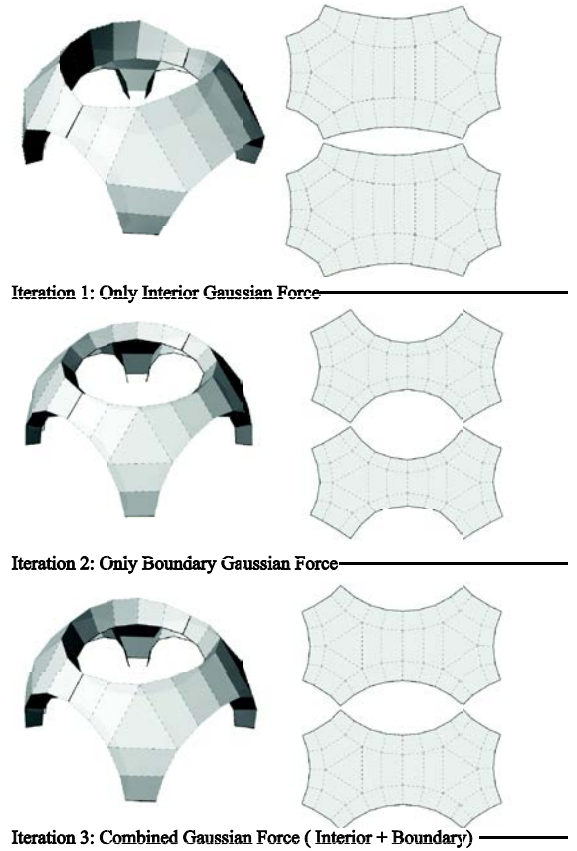 Iteration 1: Only Interior Gaussian Force
Iteration 2: Only Boundary Gaussian Force
Iteration 3: Combined Gaussian Force ( Interior + Boundary)